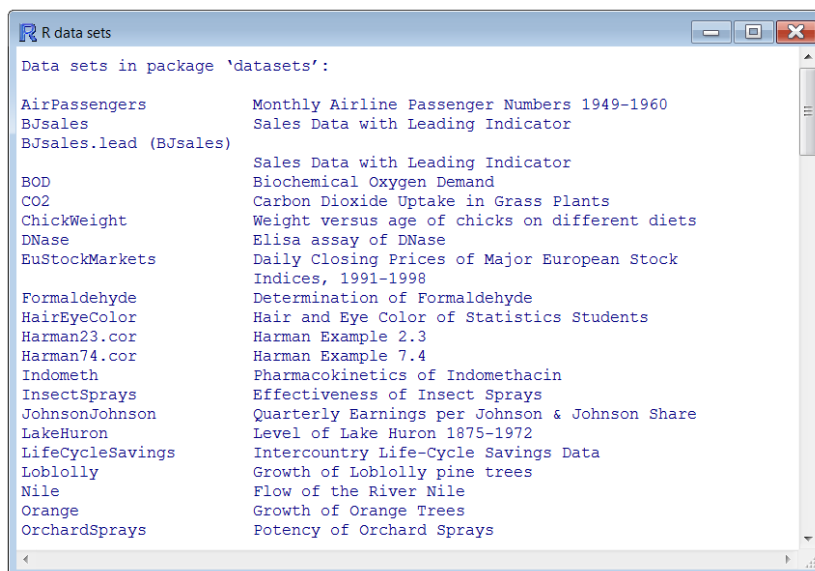 R data sets
Data sets in package ‘datasets’:
AirPassengers Monthly Airline Passenger Numbers 1949-1960
BJsales Sales Data with Leading Indicator
BJsales.lead (BJsales)
Sales Data with Leading Indicator
BOD Biochemical Oxygen Demand
CO2 Carbon Dioxide Uptake in Grass Plants
ChickWeight Weight versus age of chicks on different diets
DNase Elisa assay of DNase
EuStockMarkets Daily Closing Prices of Major European Stock
Indices, 1991-1998
Formaldehyde Determination of Formaldehyde
HairEyeColor Hair and Eye Color of Statistics Students
Harman23.cor Harman Example 2.3
Harman74.cor Harman Example 7.4
Indometh Pharmacokinetics of Indomethacin
InsectSprays Effectiveness of Insect Sprays
JohnsonJohnson Quarterly Earnings per Johnson & Johnson Share
LakeHuron Level of Lake Huron 1875-1972
LifeCycleSavings Intercountry Life-Cycle Savings Data
Loblolly Growth of Loblolly pine trees
Nile Flow of the River Nile
Orange Growth of Orange Trees
OrchardSprays Potency of Orchard Sprays